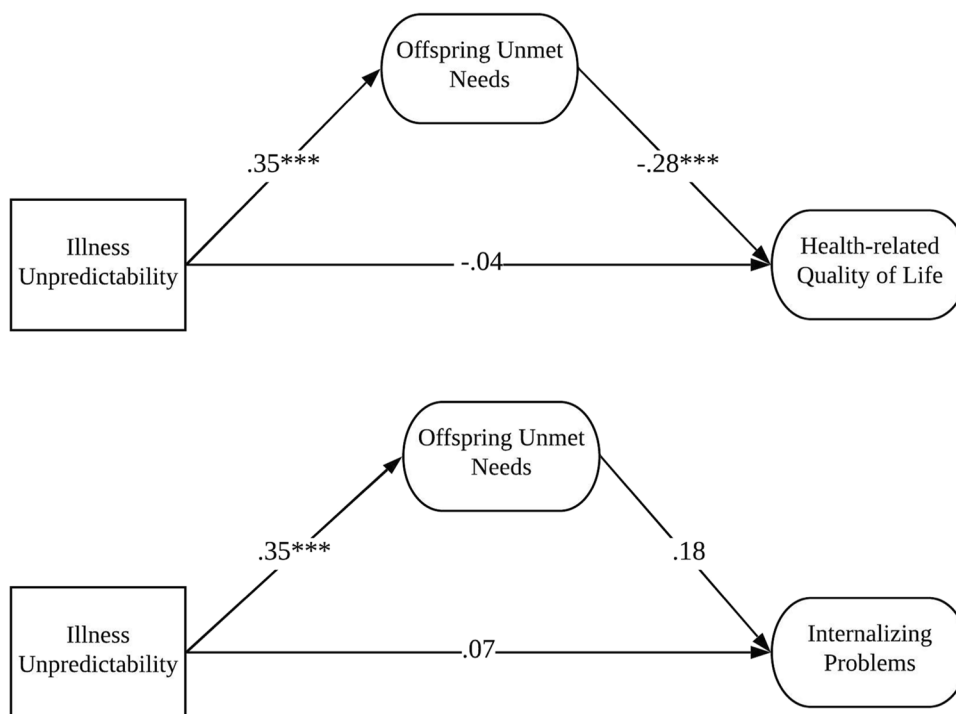 Offspring Unmet
Needs
.35***
-.28***
Illness
Unpredictability
-.04
Health-related
Quality of Life
Offspring Unmet
Needs
.35***
.18
Illness
Unpredictability
.07
Internalizing
Problems